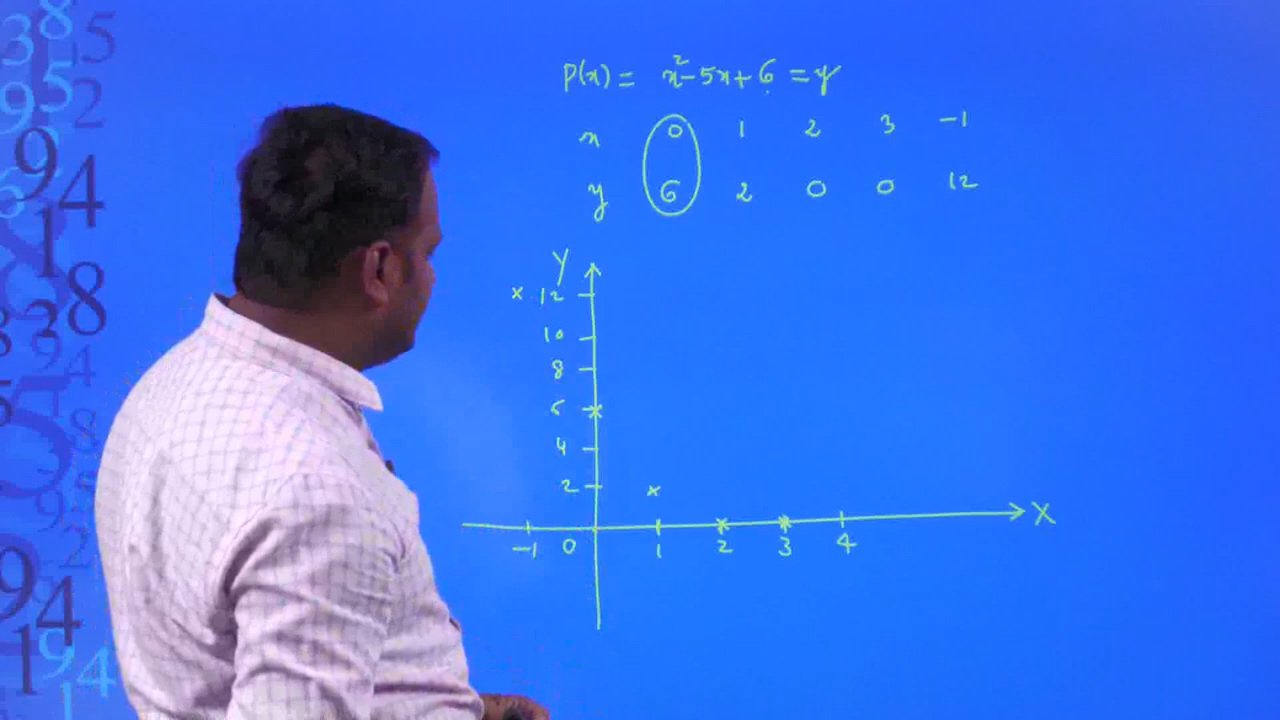 P(x) = x²-5x+6 = y
x 0 1 2 3 -1
y 6 2 0 0 12
Y
× 12
10
8
6
4
2 ×
X
-1 0 1 2 3 4